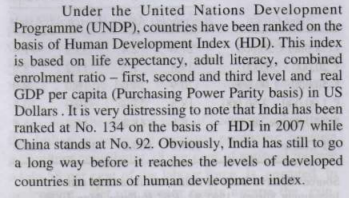 Under the United Nations Development
Programme (UNDP), countries have been ranked on the
basis of Human Development Index (HDI). This index
is based on life expectancy, adult literacy, combined
enrolment ratio – first, second and third level and real
GDP per capita (Purchasing Power Parity basis) in US
Dollars . It is very distressing to note that India has been
ranked at No. 134 on the basis of HDI in 2007 while
China stands at No. 92. Obviously, India has still to go
a long way before it reaches the levels of developed
countries in terms of human devleopment index.